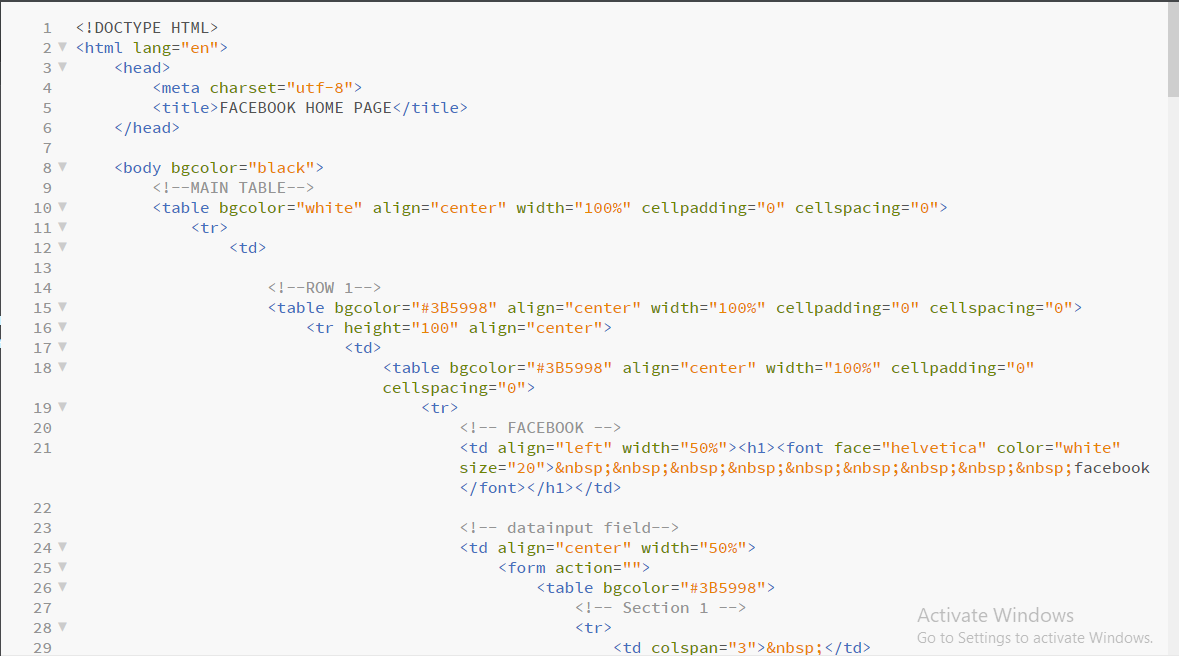 1 <!DOCTYPE HTML>
2 <html lang="en">
3 <head>
4 <meta charset="utf-8">
5 <title>FACEBOOK HOME PAGE</title>
6 </head>
7
8 <body bgcolor="black">
9 <!--MAIN TABLE-->
10 <table bgcolor="white" align="center" width="100%" cellpadding="0" cellspacing="0">
11 <tr>
12 <td>
13
14 <!--ROW 1-->
15 <table bgcolor="#3B5998" align="center" width="100%" cellpadding="0" cellspacing="0">
16 <tr height="100" align="center">
17 <td>
18 <table bgcolor="#3B5998" align="center" width="100%" cellpadding="0"
cellspacing="0">
19 <tr>
20 <!-- FACEBOOK -->
21 <td align="left" width="50%"><h1><font face="helvetica" color="white"
size="20">&nbsp;&nbsp;&nbsp;&nbsp;&nbsp;&nbsp;&nbsp;&nbsp;&nbsp;facebook
</font></h1></td>
22
23 <!-- datainput field-->
24 <td align="center" width="50%">
25 <form action="">
26 <table bgcolor="#3B5998">
27 <!-- Section 1 -->
28 <tr>
29 <td colspan="3">&nbsp;</td>
Activate Windows
Go to Settings to activate Windows.